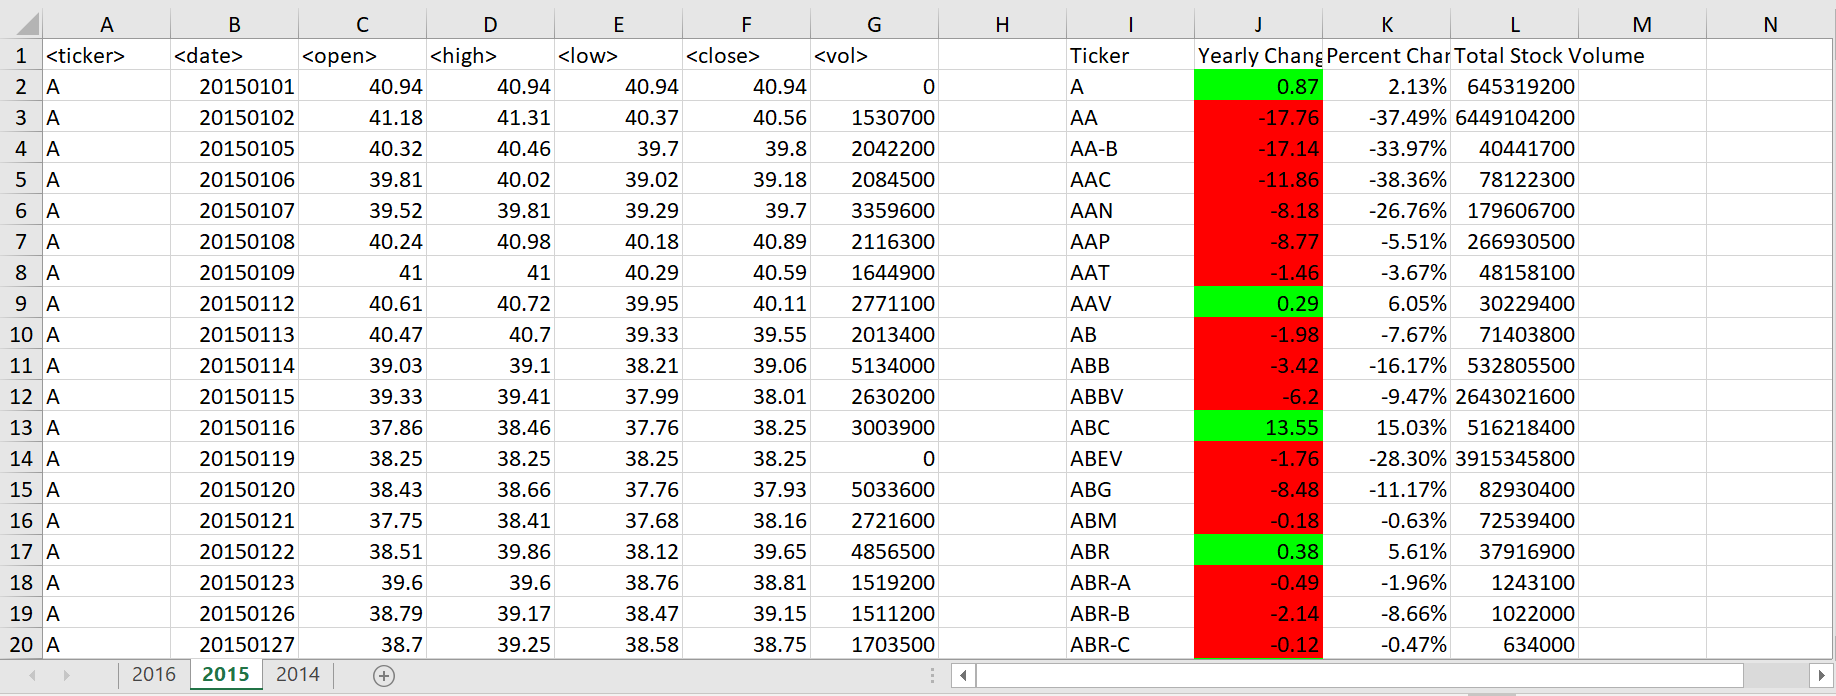 A B C D E F G H I J K L M N
1 <ticker> <date> <open> <high> <low> <close> <vol> Ticker Yearly Chang Percent Char Total Stock Volume
2 A 20150101 40.94 40.94 40.94 40.94 0 A 0.87 2.13% 645319200
3 A 20150102 41.18 41.31 40.37 40.56 1530700 AA -17.76 -37.49% 6449104200
4 A 20150105 40.32 40.46 39.7 39.8 2042200 AA-B -17.14 -33.97% 40441700
5 A 20150106 39.81 40.02 39.02 39.18 2084500 AAC -11.86 -38.36% 78122300
6 A 20150107 39.52 39.81 39.29 39.7 3359600 AAN -8.18 -26.76% 179606700
7 A 20150108 40.24 40.98 40.18 40.89 2116300 AAP -8.77 -5.51% 266930500
8 A 20150109 41 41 40.29 40.59 1644900 AAT -1.46 -3.67% 48158100
9 A 20150112 40.61 40.72 39.95 40.11 2771100 AAV 0.29 6.05% 30229400
10 A 20150113 40.47 40.7 39.33 39.55 2013400 AB -1.98 -7.67% 71403800
11 A 20150114 39.03 39.1 38.21 39.06 5134000 ABB -3.42 -16.17% 532805500
12 A 20150115 39.33 39.41 37.99 38.01 2630200 ABBV -6.2 -9.47% 2643021600
13 A 20150116 37.86 38.46 37.76 38.25 3003900 ABC 13.55 15.03% 516218400
14 A 20150119 38.25 38.25 38.25 38.25 0 ABEV -1.76 -28.30% 3915345800
15 A 20150120 38.43 38.66 37.76 37.93 5033600 ABG -8.48 -11.17% 82930400
16 A 20150121 37.75 38.41 37.68 38.16 2721600 ABM -0.18 -0.63% 72539400
17 A 20150122 38.51 39.86 38.12 39.65 4856500 ABR 0.38 5.61% 37916900
18 A 20150123 39.6 39.6 38.76 38.81 1519200 ABR-A -0.49 -1.96% 1243100
19 A 20150126 38.79 39.17 38.47 39.15 1511200 ABR-B -2.14 -8.66% 1022000
20 A 20150127 38.7 39.25 38.58 38.75 1703500 ABR-C -0.12 -0.47% 634000
2016 2015 2014